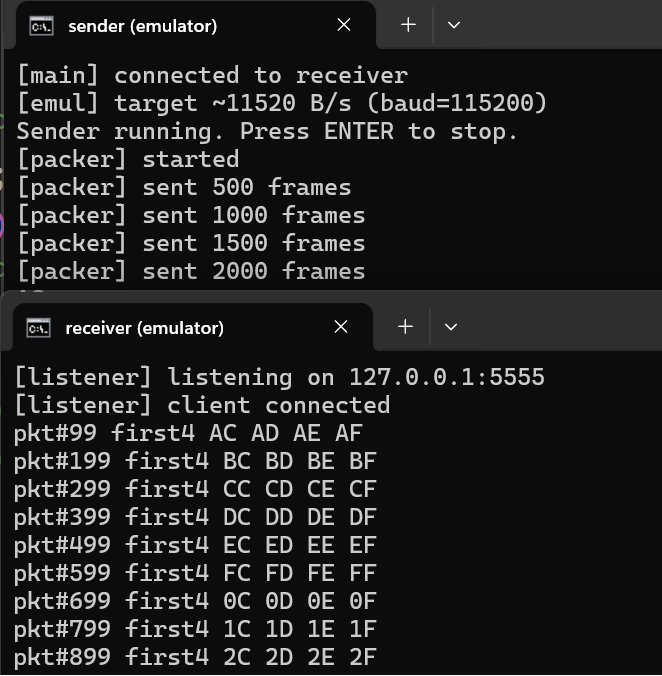 sender (emulator)
[main] connected to receiver
[emul] target ~11520 B/s (baud=115200)
Sender running. Press ENTER to stop.
[packer] started
[packer] sent 500 frames
[packer] sent 1000 frames
[packer] sent 1500 frames
[packer] sent 2000 frames
receiver (emulator)
[listener] listening on 127.0.0.1:5555
[listener] client connected
pkt#99 first4 AC AD AE AF
pkt#199 first4 BC BD BE BF
pkt#299 first4 CC CD CE CF
pkt#399 first4 DC DD DE DF
pkt#499 first4 EC ED EE EF
pkt#599 first4 FC FD FE FF
pkt#699 first4 0C 0D 0E 0F
pkt#799 first4 1C 1D 1E 1F
pkt#899 first4 2C 2D 2E 2F